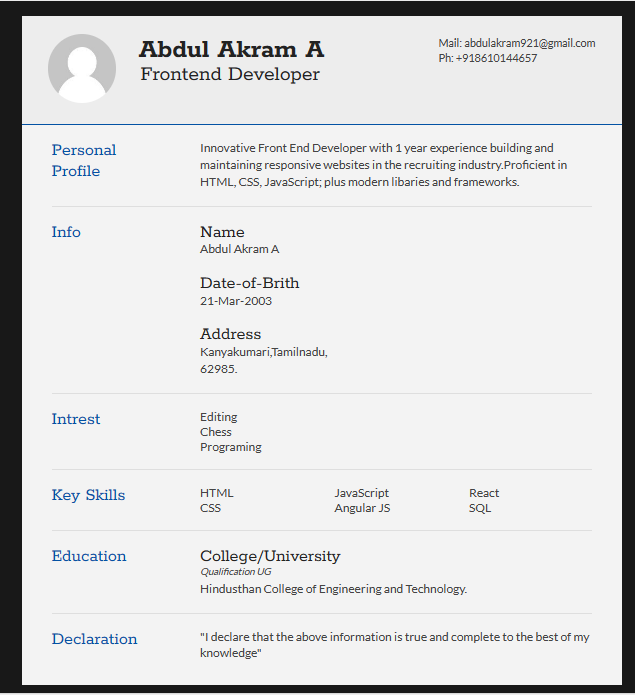 Abdul Akram A
Frontend Developer
Mail: abdulakram921@gmail.com
Ph: +918610144657
Personal
Profile
Innovative Front End Developer with 1 year experience building and
maintaining responsive websites in the recruiting industry.Proficient in
HTML, CSS, JavaScript; plus modern libaries and frameworks.
Info
Name
Abdul Akram A
Date-of-Brith
21-Mar-2003
Address
Kanyakumari,Tamilnadu,
62985.
Intrest
Editing
Chess
Programing
Key Skills
HTML
CSS
JavaScript
Angular JS
React
SQL
Education
College/University
Qualification UG
Hindusthan College of Engineering and Technology.
Declaration
"I declare that the above information is true and complete to the best of my
knowledge"